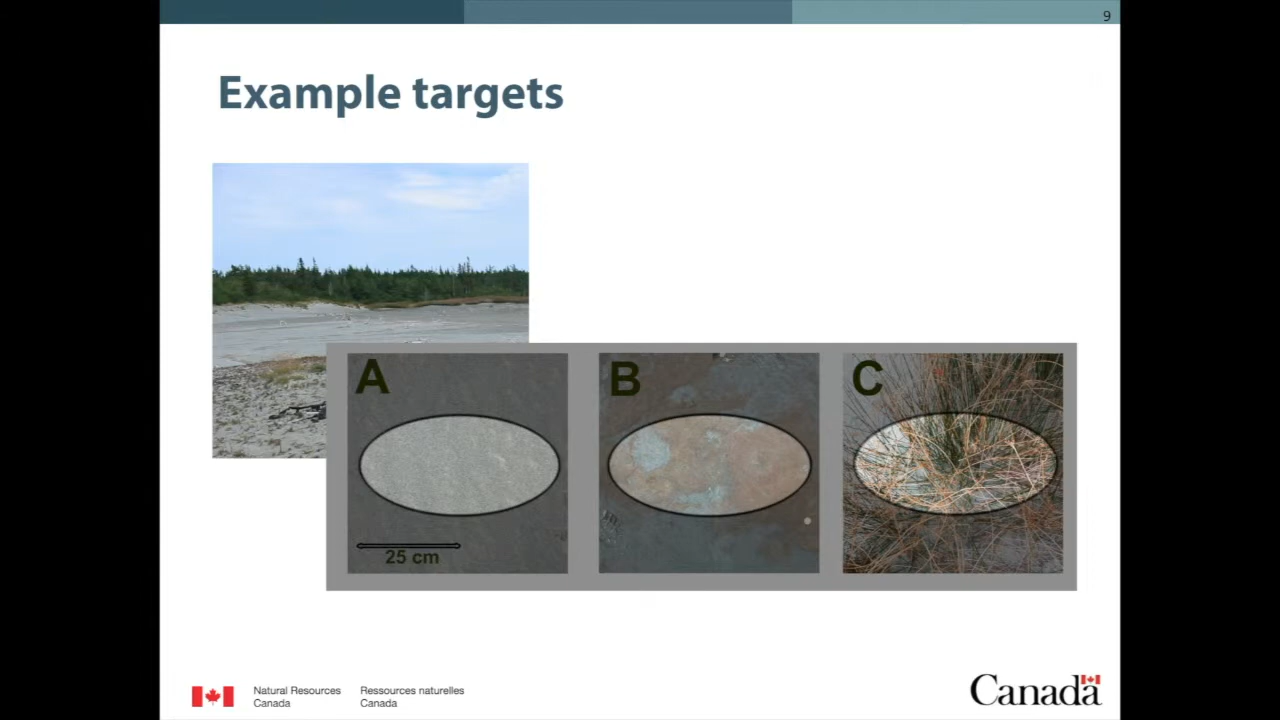 9
Example targets
A
B
C
25 cm
Natural Resources
Canada
Ressources naturelles
Canada
Canada